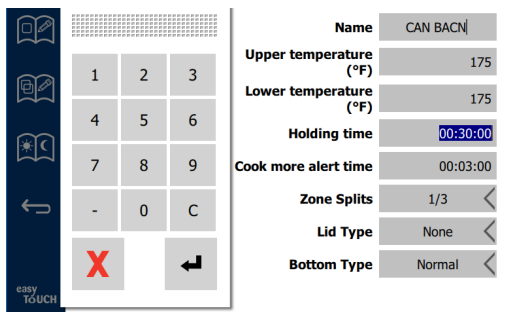 Name CAN BACN
Upper temperature
(°F) 175
Lower temperature
(°F) 175
Holding time 00:30:00
Cook more alert time 00:03:00
Zone Splits 1/3
Lid Type None
Bottom Type Normal
1 2 3
4 5 6
7 8 9
- 0 C
X
easy
TOUCH